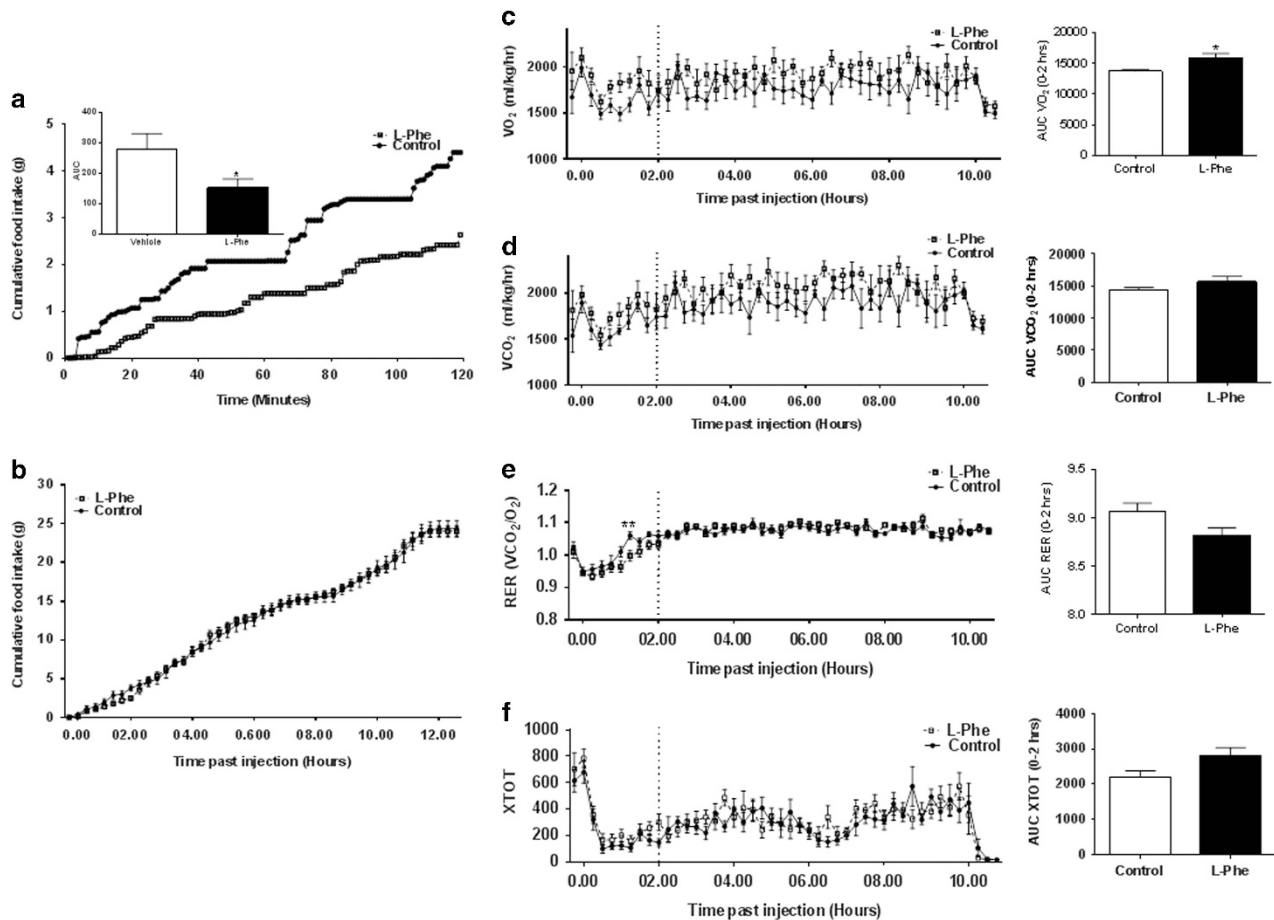 a
Cumulative food intake (g)
5
4
3
2
1
0
0
20
40
60
80
100
120
Time (Minutes)
L-Phe
Control
AUC
400
300
200
100
0
Vehicle
L-Phe
*
b
Cumulative food intake (g)
30
25
20
15
10
5
0
0.00
02.00
04.00
06.00
08.00
10.00
12.00
Time past injection (Hours)
L-Phe
Control
c
VO2 (ml/kg/hr)
2000
1500
1000
0.00
02.00
04.00
06.00
08.00
10.00
Time past injection (Hours)
L-Phe
Control
AUC VO2 (0-2 hrs)
20000
15000
10000
5000
0
Control
L-Phe
*
d
VCO2 (ml/kg/hr)
2000
1500
1000
0.00
02.00
04.00
06.00
08.00
10.00
Time past injection (Hours)
L-Phe
Control
AUC VCO2 (0-2 hrs)
20000
15000
10000
5000
0
Control
L-Phe
e
RER (VCO2/O2)
1.2
1.1
1.0
0.9
0.8
**
0.00
02.00
04.00
06.00
08.00
10.00
Time past injection (Hours)
L-Phe
Control
AUC RER (0-2 hrs)
9.5
9.0
8.5
8.0
Control
L-Phe
f
XTOT
1000
800
600
400
200
0
0.00
02.00
04.00
06.00
08.00
10.00
Time past injection (Hours)
L-Phe
Control
AUC XTOT (0-2 hrs)
4000
3000
2000
1000
0
Control
L-Phe